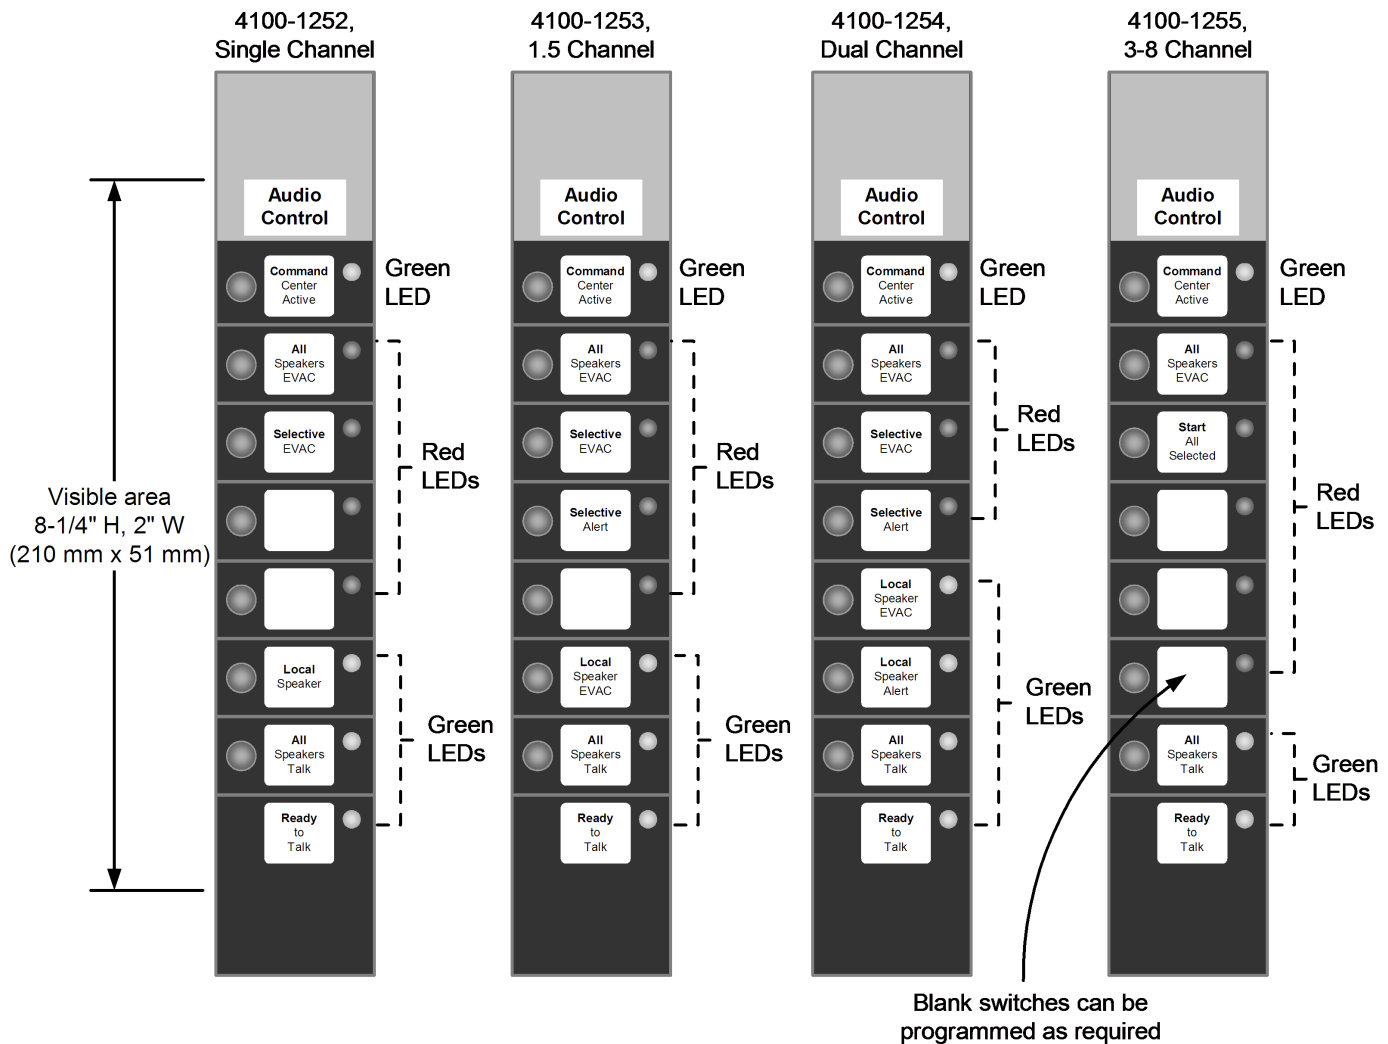 4100-1252,
Single Channel
4100-1253,
1.5 Channel
4100-1254,
Dual Channel
4100-1255,
3-8 Channel
Visible area
8-1/4" H, 2" W
(210 mm x 51 mm)
Audio
Control
Command
Center
Active
All
Speakers
EVAC
Selective
EVAC
Local
Speaker
All
Speakers
Talk
Ready
to
Talk
Green
LED
Red
LEDs
Green
LEDs
Audio
Control
Command
Center
Active
All
Speakers
EVAC
Selective
EVAC
Selective
Alert
Local
Speaker
EVAC
All
Speakers
Talk
Ready
to
Talk
Green
LED
Red
LEDs
Green
LEDs
Audio
Control
Command
Center
Active
All
Speakers
EVAC
Selective
EVAC
Selective
Alert
Local
Speaker
EVAC
Local
Speaker
Alert
All
Speakers
Talk
Ready
to
Talk
Green
LED
Red
LEDs
Green
LEDs
Audio
Control
Command
Center
Active
All
Speakers
EVAC
Start
All
Selected
All
Speakers
Talk
Ready
to
Talk
Green
LED
Red
LEDs
Green
LEDs
Blank switches can be
programmed as required